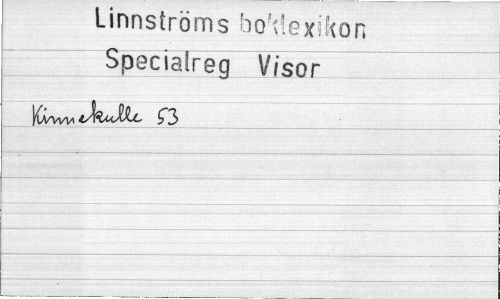 Linnströms boklexikon
Specialreg Visor
Kinnekulle 53